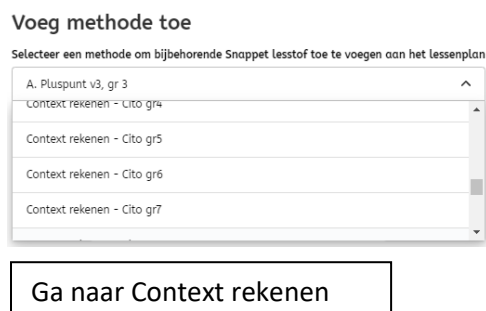 Voeg methode toe
Selecteer een methode om bijbehorende Snappet lesstof toe te voegen aan het lessenplan
A. Pluspunt v3, gr 3
Context rekenen - Cito gr4
Context rekenen - Cito gr5
Context rekenen - Cito gr6
Context rekenen - Cito gr7
Ga naar Context rekenen